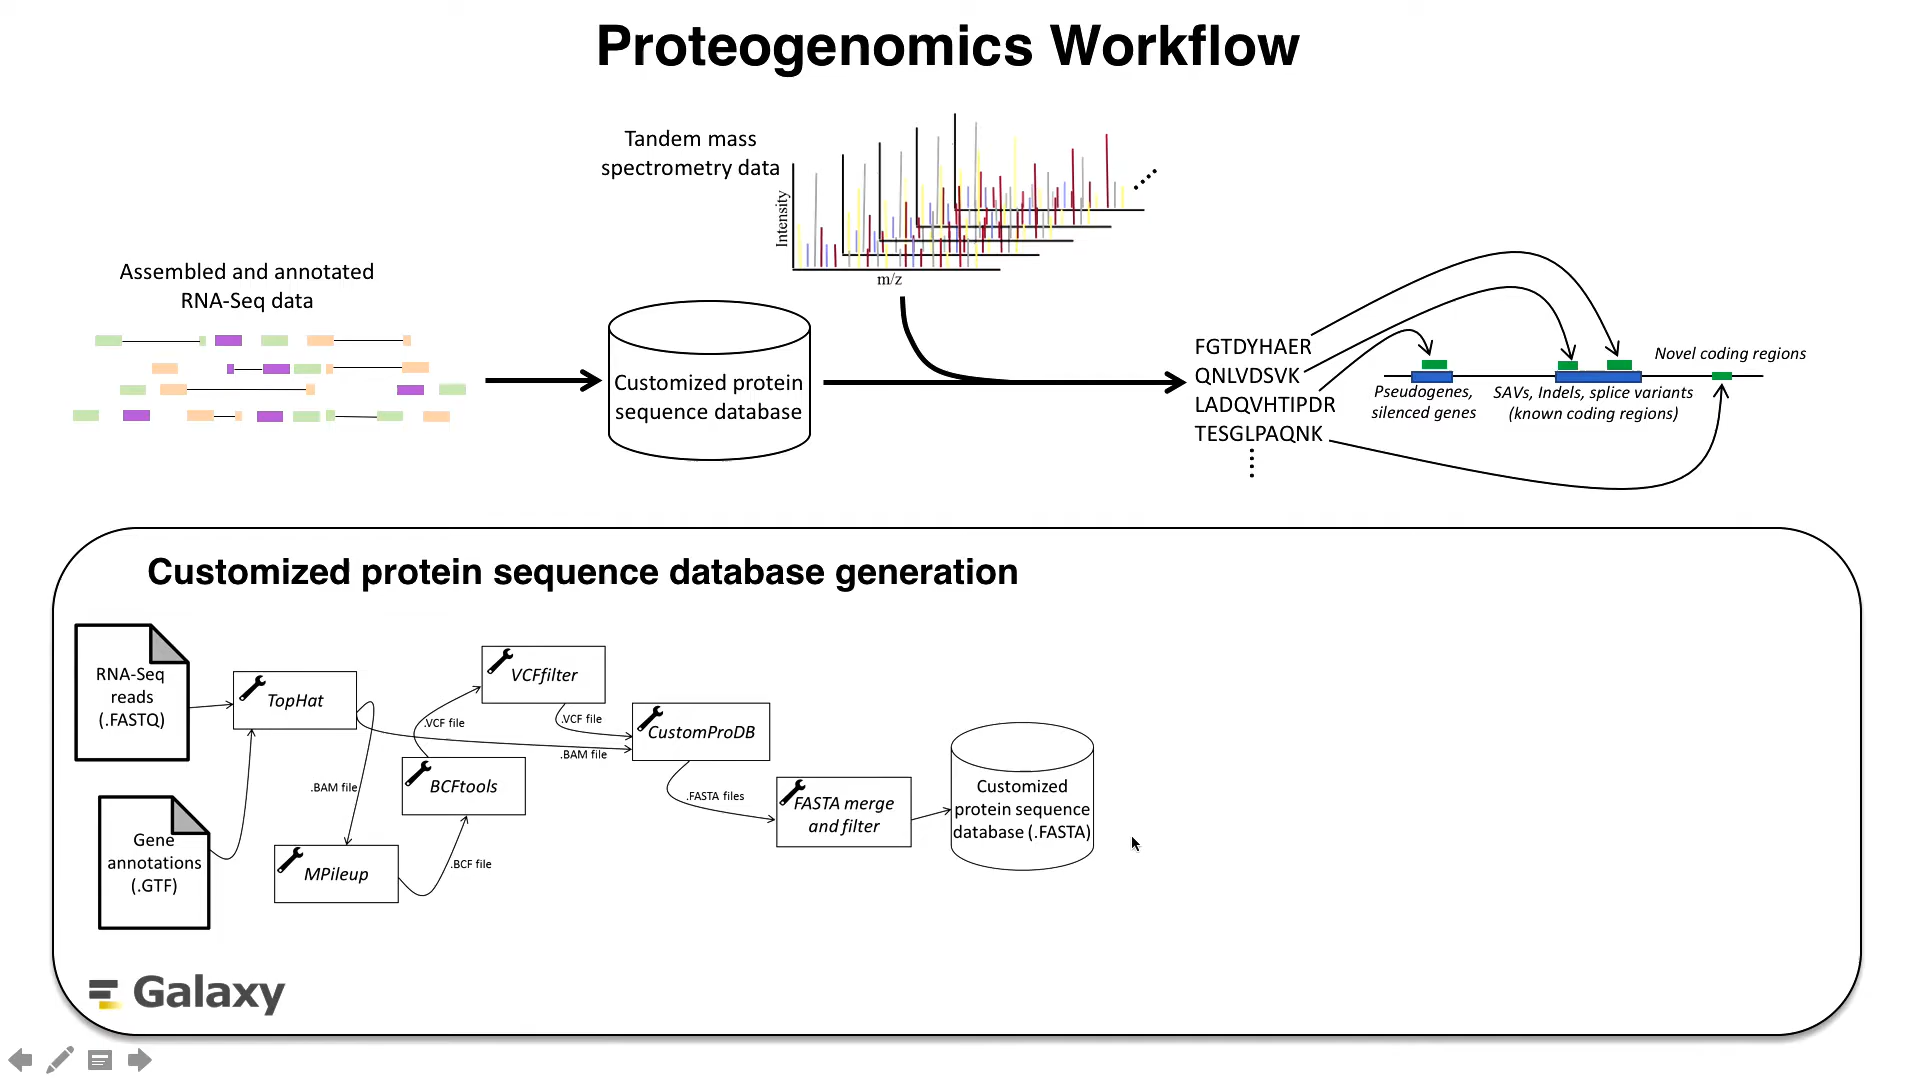 Proteogenomics Workflow
Tandem mass
spectrometry data
Intensity
m/z
Assembled and annotated
RNA-Seq data
Customized protein
sequence database
FGTDYHAER
QNLVDSVK
LADQVHTIPDR
TESGLPAQNK
Novel coding regions
Pseudogenes,
silenced genes
SAVs, Indels, splice variants
(known coding regions)
Customized protein sequence database generation
RNA-Seq
reads
(.FASTQ)
Gene
annotations
(.GTF)
TopHat
.BAM file
MPileup
.BCF file
BCFtools
.VCF file
VCFfilter
.VCF file
.BAM file
CustomProDB
.FASTA files
FASTA merge
and filter
Customized
protein sequence
database (.FASTA)
Galaxy